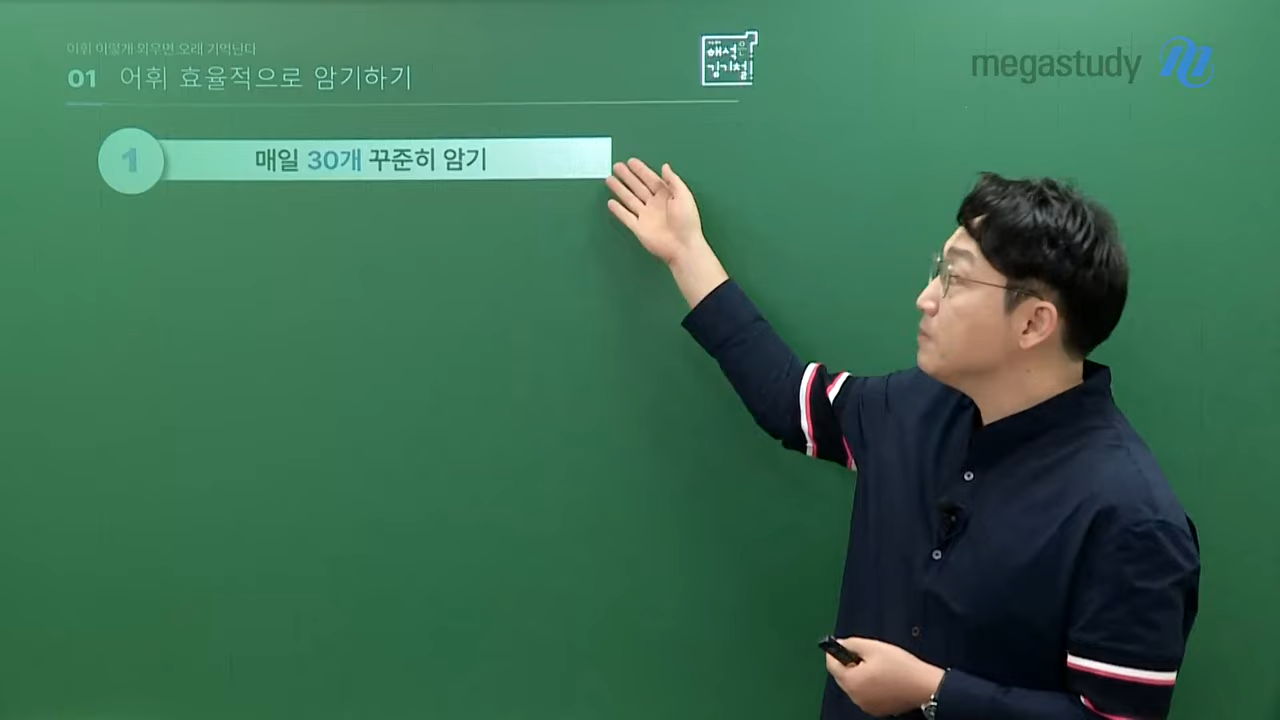 어휘 이렇게 외우면 오래 기억난다
01 어휘 효율적으로 암기하기
해석은
김기철!
megastudy
1
매일 30개 꾸준히 암기